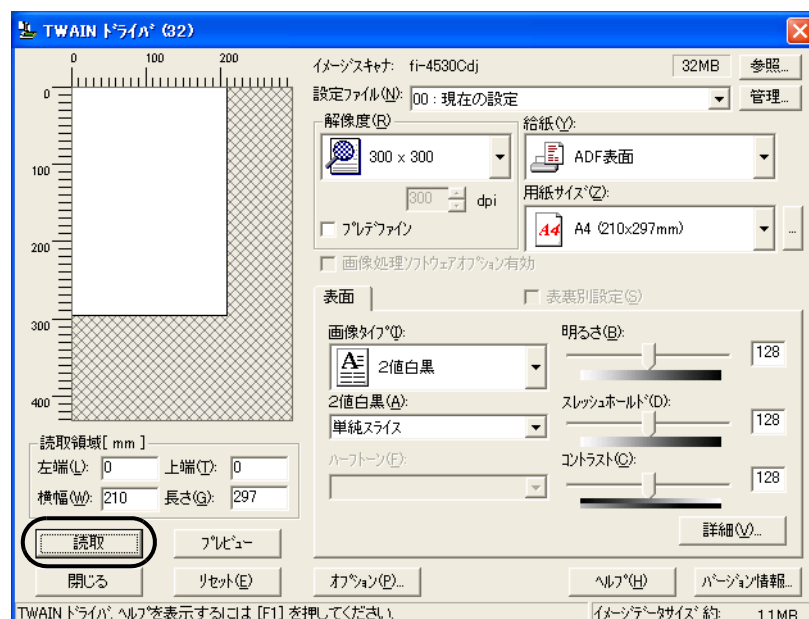 TWAIN ﾄﾞﾗｲﾊﾞ (32)
0 100 200
0
100
200
300
400
ｲﾒｰｼﾞｽｷｬﾅ: fi-4530Cdj 32MB 参照...
設定ﾌｧｲﾙ(N): 00 : 現在の設定 管理...
解像度(R)
300 x 300
300 dpi
ﾌﾟﾚﾃﾞﾌｧｲﾝ
給紙(Y):
ADF表面
用紙ｻｲｽﾞ(Z):
A4 A4 (210x297mm) ...
画像処理ｿﾌﾄｳｪｱｵﾌﾟｼｮﾝ有効
表面
表裏別設定(S)
画像ﾀｲﾌﾟ(I):
A 2値白黒
2値白黒(A):
単純ｽﾗｲｽ
ﾊｰﾌﾄｰﾝ(F):
明るさ(B):
128
ｽﾚｯｼｭﾎｰﾙﾄﾞ(D):
128
ｺﾝﾄﾗｽﾄ(C):
128
詳細(V)...
読取領域[ mm ]
左端(L): 0 上端(T): 0
横幅(W): 210 長さ(G): 297
読取 ﾌﾟﾚﾋﾞｭｰ
閉じる ﾘｾｯﾄ(E) ｵﾌﾟｼｮﾝ(P)... ﾍﾙﾌﾟ(H) ﾊﾞｰｼﾞｮﾝ情報...
TWAIN ﾄﾞﾗｲﾊﾞ, ﾍﾙﾌﾟを表示するには [F1] を押してください. ｲﾒｰｼﾞﾃﾞｰﾀｻｲｽﾞ 約: 1.1MB